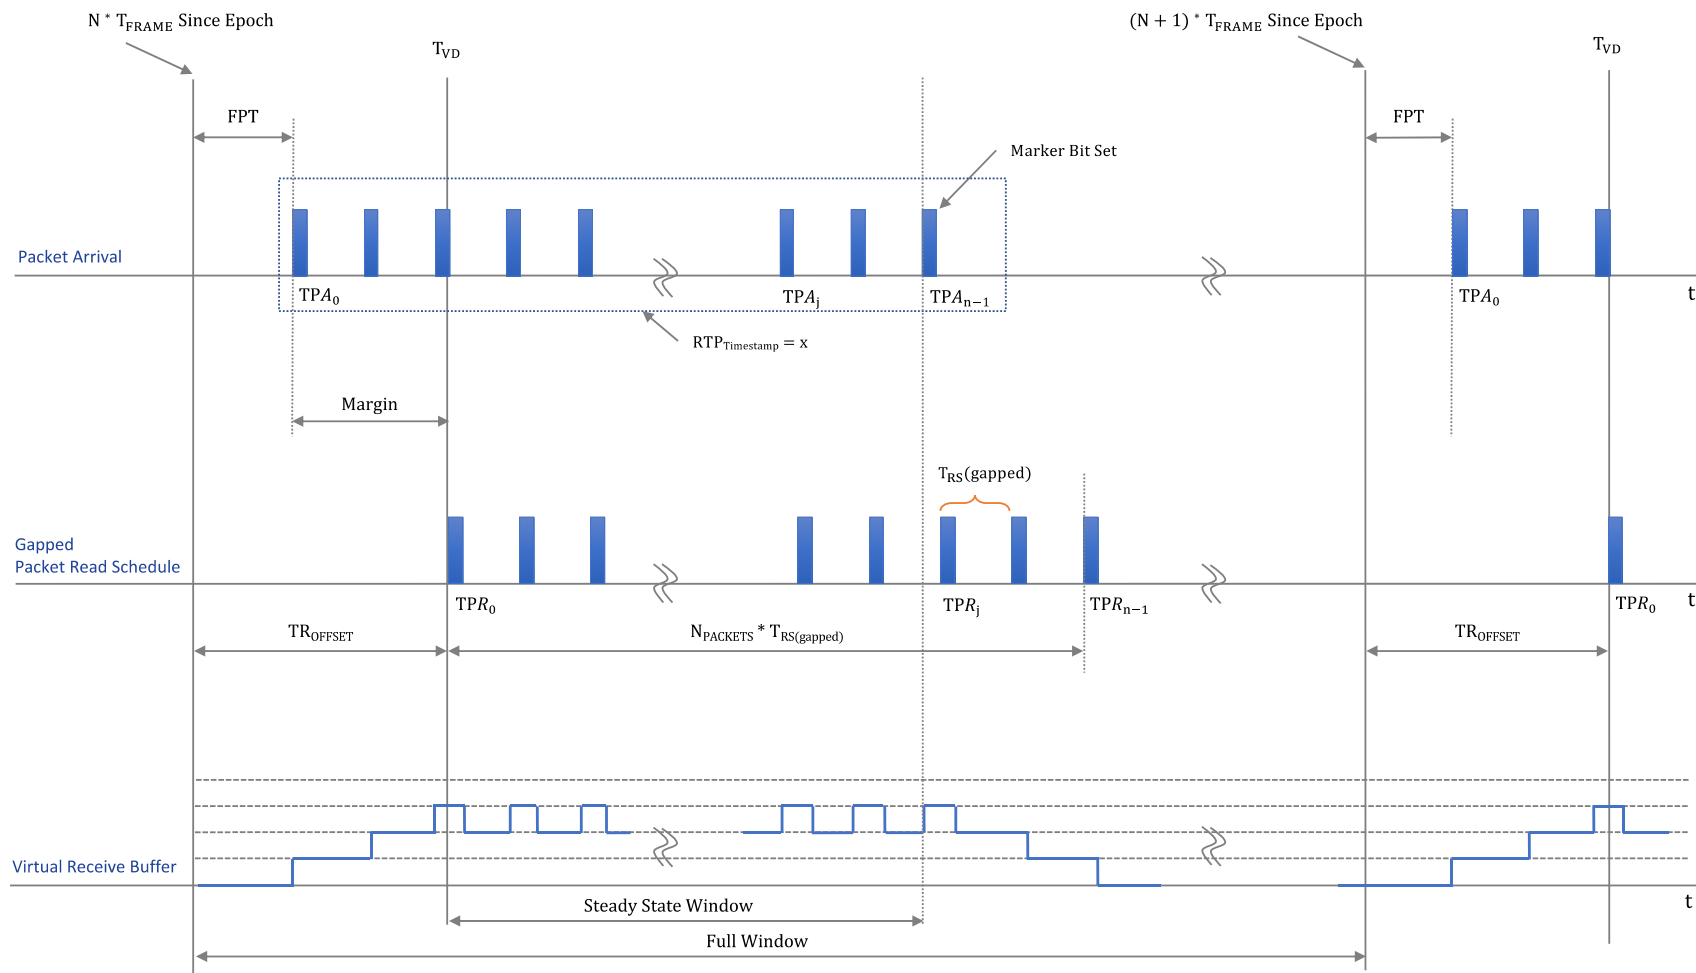 N * T_FRAME Since Epoch
(N + 1) * T_FRAME Since Epoch
T_VD
T_VD
FPT
FPT
Marker Bit Set
Packet Arrival
TPA_0
TPA_j
TPA_n−1
TPA_0
t
RTP_Timestamp = x
Margin
T_RS(gapped)
Gapped
Packet Read Schedule
TPR_0
TPR_j
TPR_n−1
TPR_0
t
TR_OFFSET
N_PACKETS * T_RS(gapped)
TR_OFFSET
Virtual Receive Buffer
t
Steady State Window
Full Window